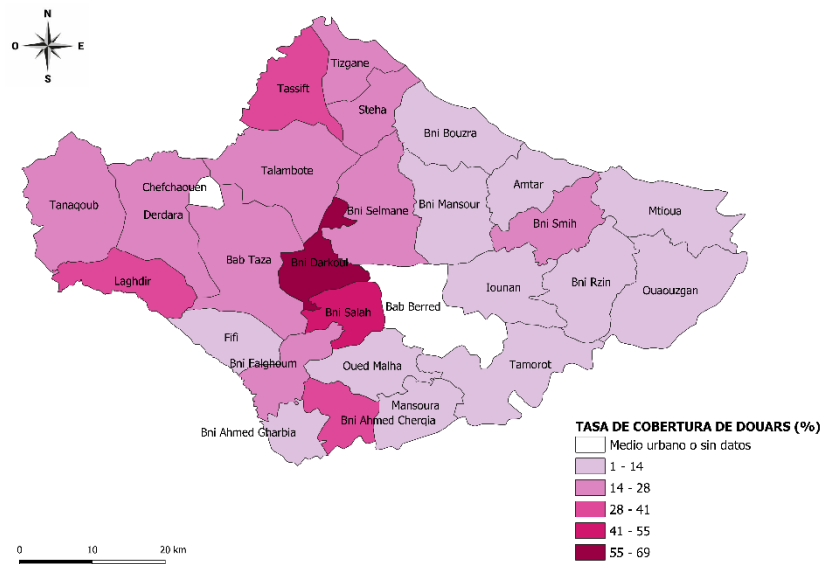 N
O E
S
Tizgane
Tassift
Steha
Bni Bouzra
Talambote
Chefchaouen
Amtar
Tanaqoub
Derdara
Bni Selmane
Bni Mansour
Mtioua
Bni Smih
Bab Taza
Bni Darkoul
Laghdir
Iounan
Bni Rzin
Ouaouzgan
Bni Salah
Bab Berred
Fifi
Bni Falghoum
Oued Malha
Tamorot
Mansoura
Bni Ahmed Gharbia
Bni Ahmed Cherqia
TASA DE COBERTURA DE DOUARS (%)
Medio urbano o sin datos
1 - 14
14 - 28
28 - 41
41 - 55
55 - 69
0 10 20 km